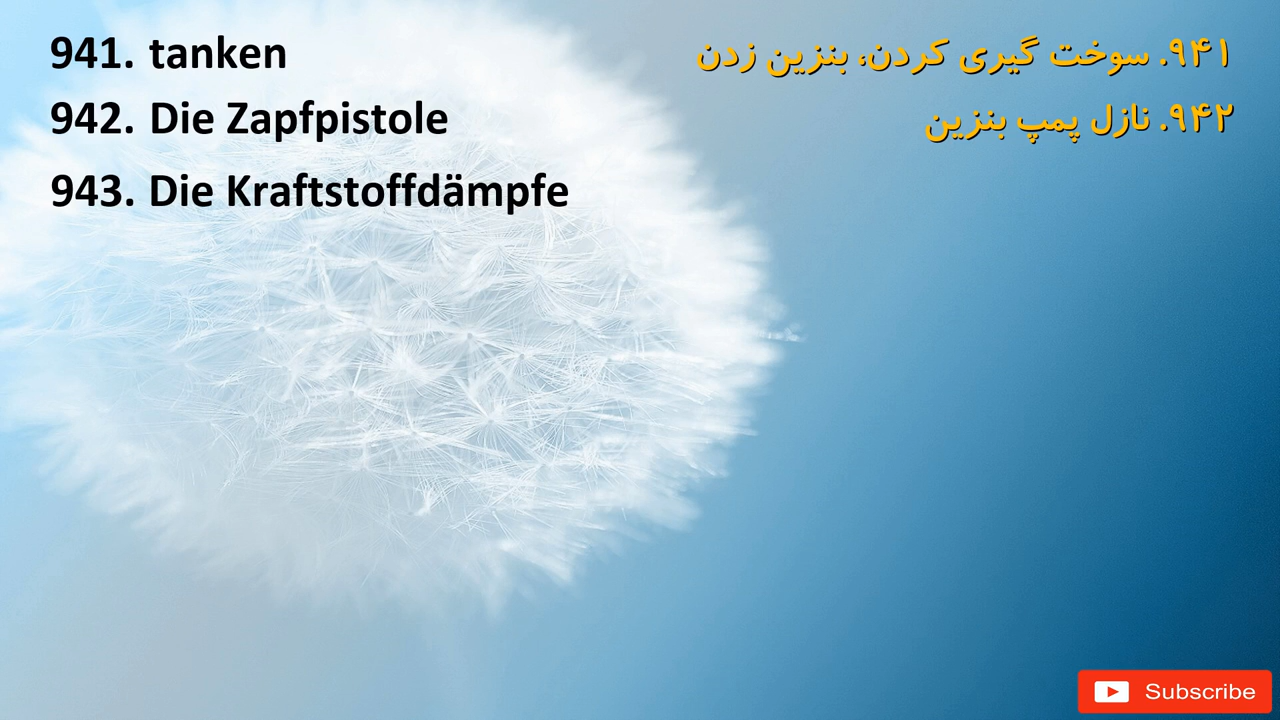 941. tanken
۹۴۱. سوخت گیری کردن، بنزین زدن
942. Die Zapfpistole
۹۴۲. نازل پمپ بنزین
943. Die Kraftstoffdämpfe
Subscribe